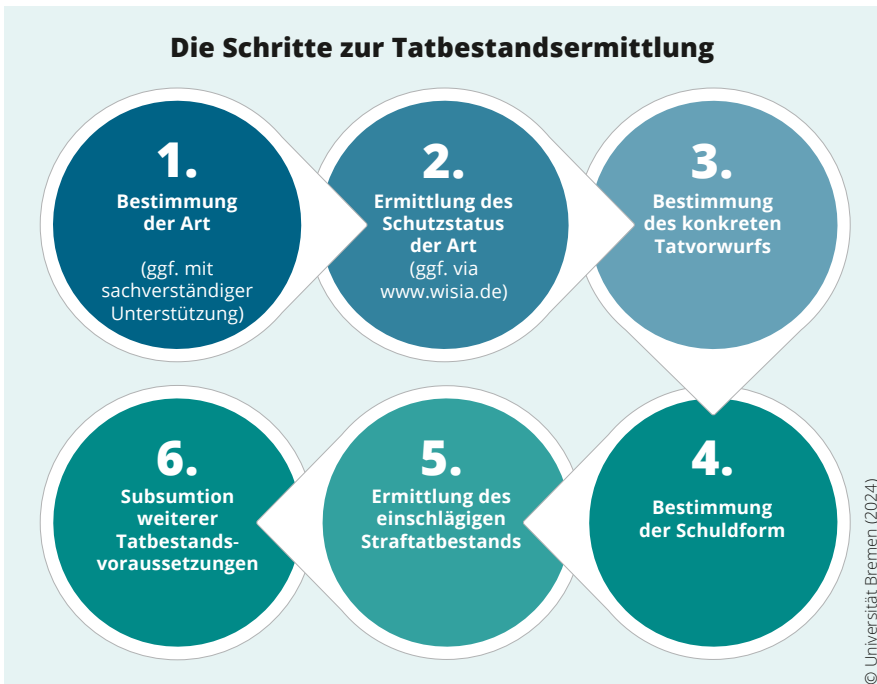 Die Schritte zur Tatbestandsermittlung
1.
Bestimmung
der Art
(ggf. mit
sachverständiger
Unterstützung)
2.
Ermittlung des
Schutzstatus
der Art
(ggf. via
www.wisia.de)
3.
Bestimmung
des konkreten
Tatvorwurfs
4.
Bestimmung
der Schuldform
5.
Ermittlung des
einschlägigen
Straftatbestands
6.
Subsumtion
weiterer
Tatbestands-
voraussetzungen
© Universität Bremen (2024)